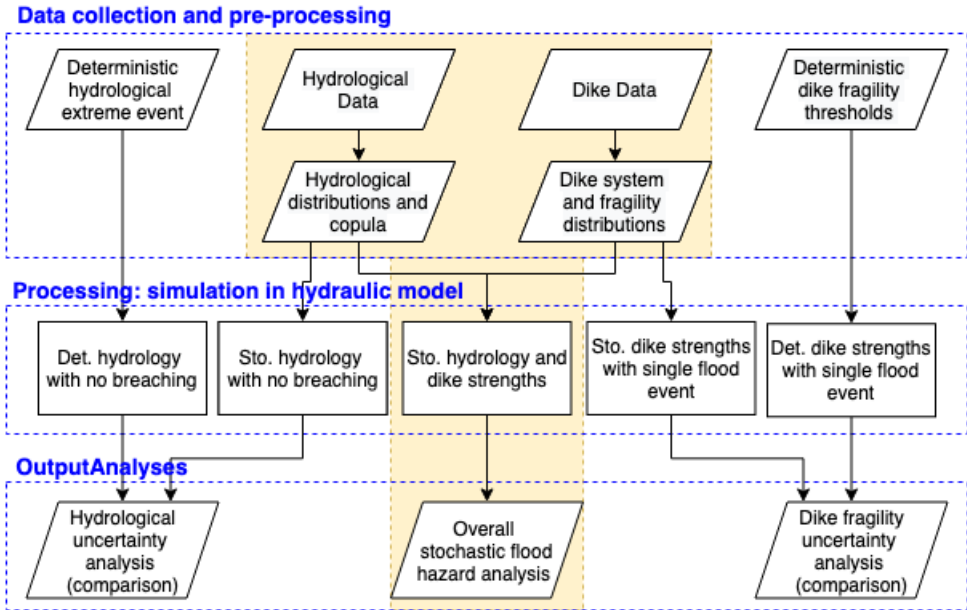 Data collection and pre-processing
Deterministic
hydrological
extreme event
Hydrological
Data
Dike Data
Deterministic
dike fragility
thresholds
Hydrological
distributions and
copula
Dike system
and fragility
distributions
Processing: simulation in hydraulic model
Det. hydrology
with no breaching
Sto. hydrology
with no breaching
Sto. hydrology and
dike strengths
Sto. dike strengths
with single flood
event
Det. dike strengths
with single flood
event
OutputAnalyses
Hydrological
uncertainty
analysis
(comparison)
Overall
stochastic flood
hazard analysis
Dike fragility
uncertainty
analysis
(comparison)